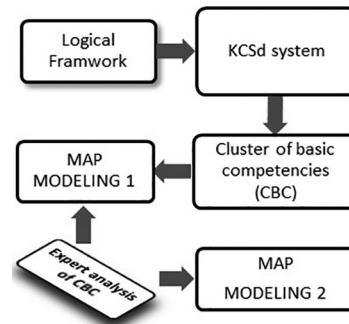 Logical
Framwork
KCSd system
Cluster of basic
competencies
(CBC)
MAP
MODELING 1
Expert analysis
of CBC
MAP
MODELING 2